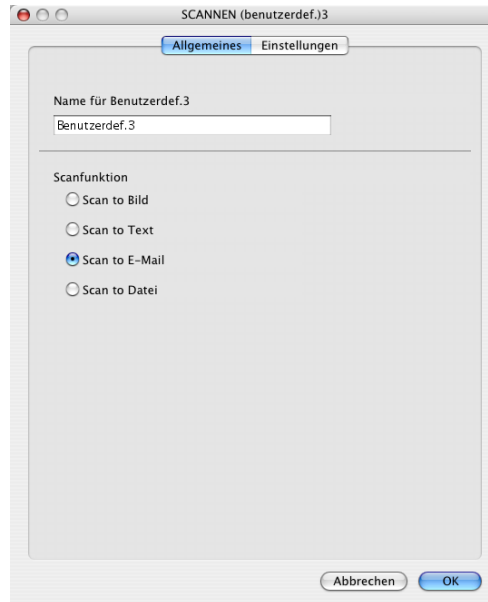 SCANNEN (benutzerdef.)3
Allgemeines Einstellungen
Name für Benutzerdef.3
Benutzerdef.3
Scanfunktion
Scan to Bild
Scan to Text
Scan to E-Mail
Scan to Datei
Abbrechen OK